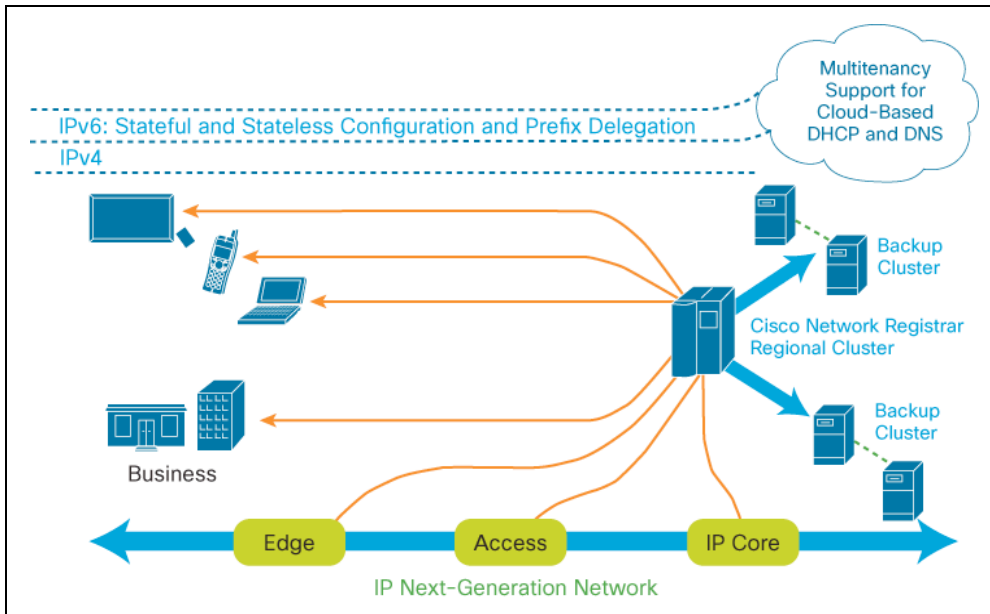 Multitenancy
Support for
Cloud-Based
DHCP and DNS
IPv6: Stateful and Stateless Configuration and Prefix Delegation
IPv4
Backup
Cluster
Cisco Network Registrar
Regional Cluster
Backup
Cluster
Business
Edge
Access
IP Core
IP Next-Generation Network